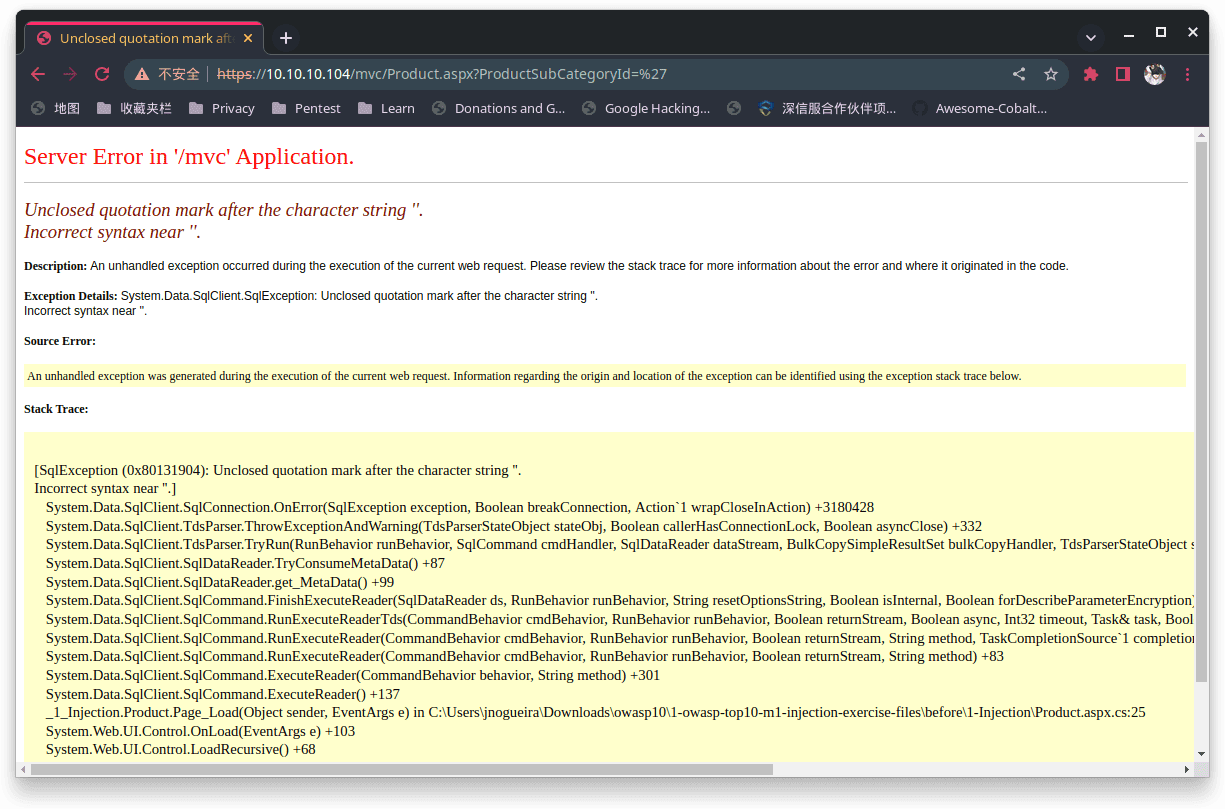 Unclosed quotation mark afte
不安全 https://10.10.10.104/mvc/Product.aspx?ProductSubCategoryId=%27
地图 收藏夹栏 Privacy Pentest Learn Donations and G... Google Hacking... 深信服合作伙伴项... Awesome-Cobalt...
Server Error in '/mvc' Application.
Unclosed quotation mark after the character string ''.
Incorrect syntax near ''.
Description: An unhandled exception occurred during the execution of the current web request. Please review the stack trace for more information about the error and where it originated in the code.
Exception Details: System.Data.SqlClient.SqlException: Unclosed quotation mark after the character string ''.
Incorrect syntax near ''.
Source Error:
An unhandled exception was generated during the execution of the current web request. Information regarding the origin and location of the exception can be identified using the exception stack trace below.
Stack Trace:
[SqlException (0x80131904): Unclosed quotation mark after the character string ''.
Incorrect syntax near ''.]
System.Data.SqlClient.SqlConnection.OnError(SqlException exception, Boolean breakConnection, Action`1 wrapCloseInAction) +3180428
System.Data.SqlClient.TdsParser.ThrowExceptionAndWarning(TdsParserStateObject stateObj, Boolean callerHasConnectionLock, Boolean asyncClose) +332
System.Data.SqlClient.TdsParser.TryRun(RunBehavior runBehavior, SqlCommand cmdHandler, SqlDataReader dataStream, BulkCopySimpleResultSet bulkCopyHandler, TdsParserStateObject s
System.Data.SqlClient.SqlDataReader.TryConsumeMetaData() +87
System.Data.SqlClient.SqlDataReader.get_MetaData() +99
System.Data.SqlClient.SqlCommand.FinishExecuteReader(SqlDataReader ds, RunBehavior runBehavior, String resetOptionsString, Boolean isInternal, Boolean forDescribeParameterEncryption)
System.Data.SqlClient.SqlCommand.RunExecuteReaderTds(CommandBehavior cmdBehavior, RunBehavior runBehavior, Boolean returnStream, Boolean async, Int32 timeout, Task& task, Bool
System.Data.SqlClient.SqlCommand.RunExecuteReader(CommandBehavior cmdBehavior, RunBehavior runBehavior, Boolean returnStream, String method, TaskCompletionSource`1 completion
System.Data.SqlClient.SqlCommand.RunExecuteReader(CommandBehavior cmdBehavior, RunBehavior runBehavior, Boolean returnStream, String method) +83
System.Data.SqlClient.SqlCommand.ExecuteReader(CommandBehavior behavior, String method) +301
System.Data.SqlClient.SqlCommand.ExecuteReader() +137
_1_Injection.Product.Page_Load(Object sender, EventArgs e) in C:\Users\jnogueira\Downloads\owasp10\1-owasp-top10-m1-injection-exercise-files\before\1-Injection\Product.aspx.cs:25
System.Web.UI.Control.OnLoad(EventArgs e) +103
System.Web.UI.Control.LoadRecursive() +68